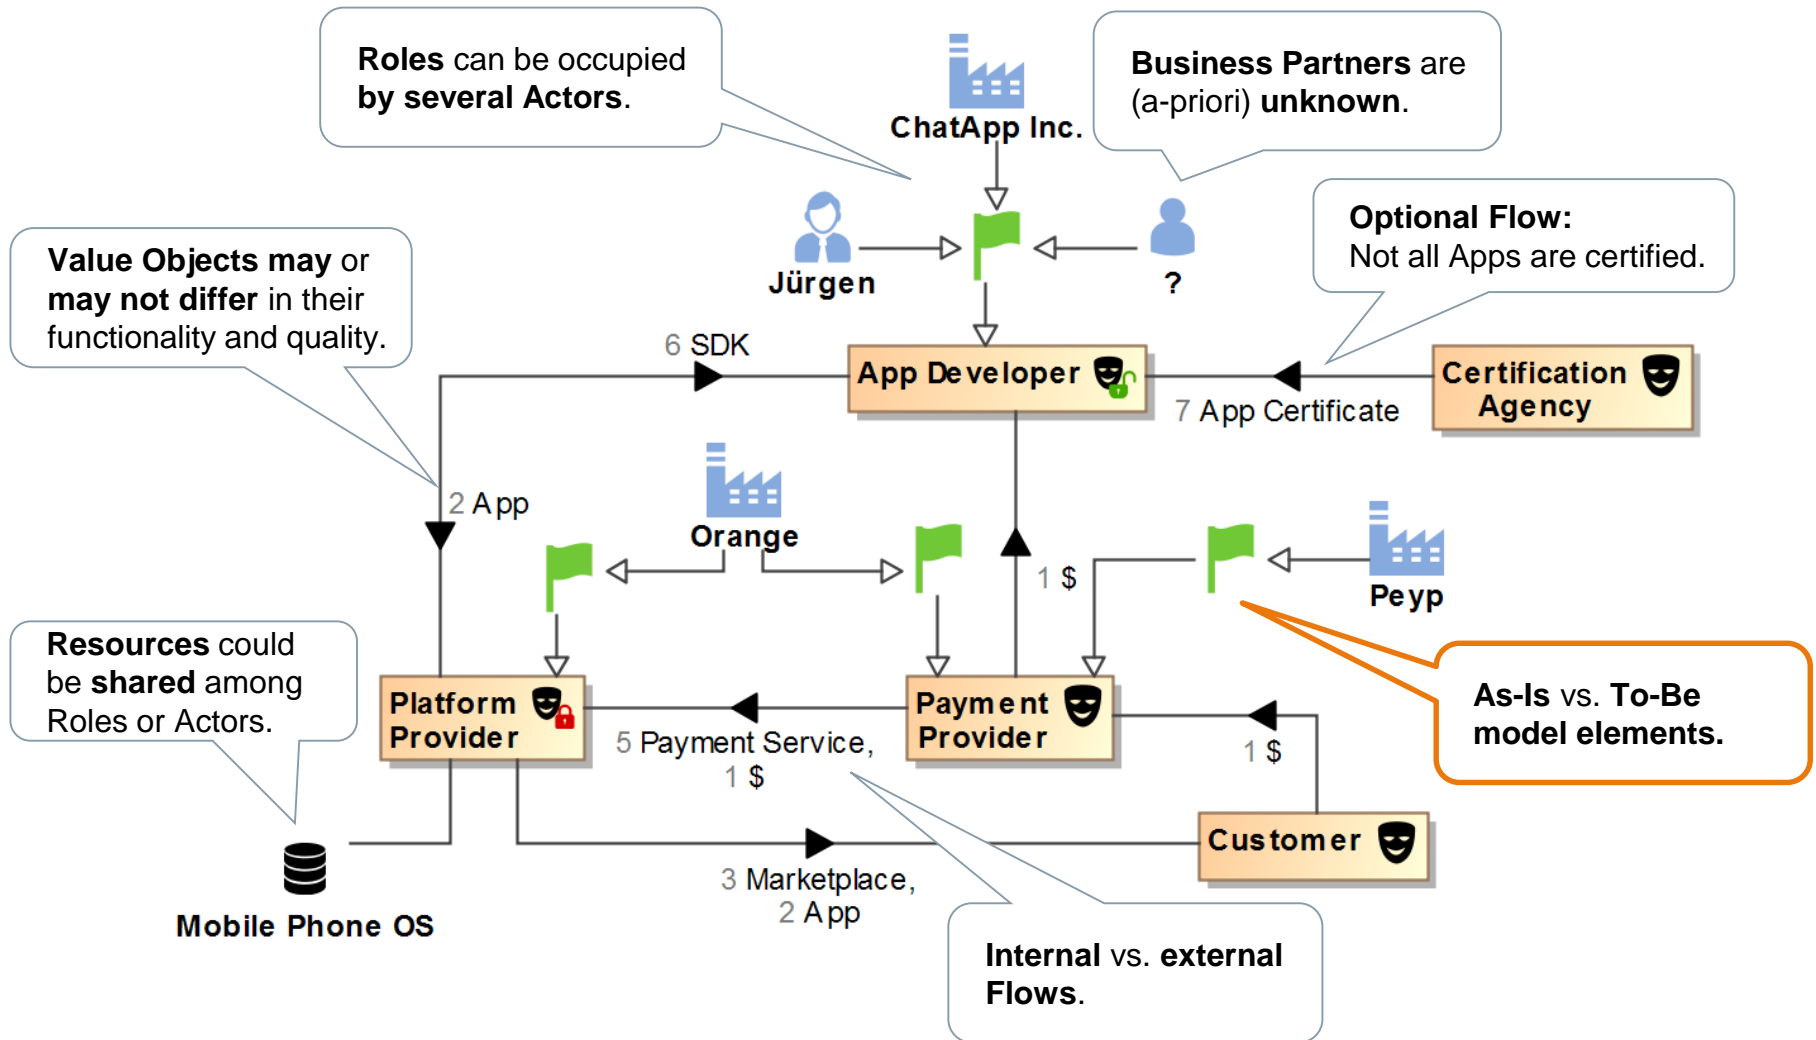 Roles can be occupied
by several Actors.
ChatApp Inc.
Business Partners are
(a-priori) unknown.
Jürgen
?
Optional Flow:
Not all Apps are certified.
Value Objects may or
may not differ in their
functionality and quality.
6 SDK
App Developer
7 App Certificate
Certification
Agency
2 App
Orange
1 $
Peyp
Resources could
be shared among
Roles or Actors.
Platform
Provider
5 Payment Service,
1 $
Payment
Provider
1 $
As-Is vs. To-Be
model elements.
Customer
3 Marketplace,
2 App
Mobile Phone OS
Internal vs. external
Flows.